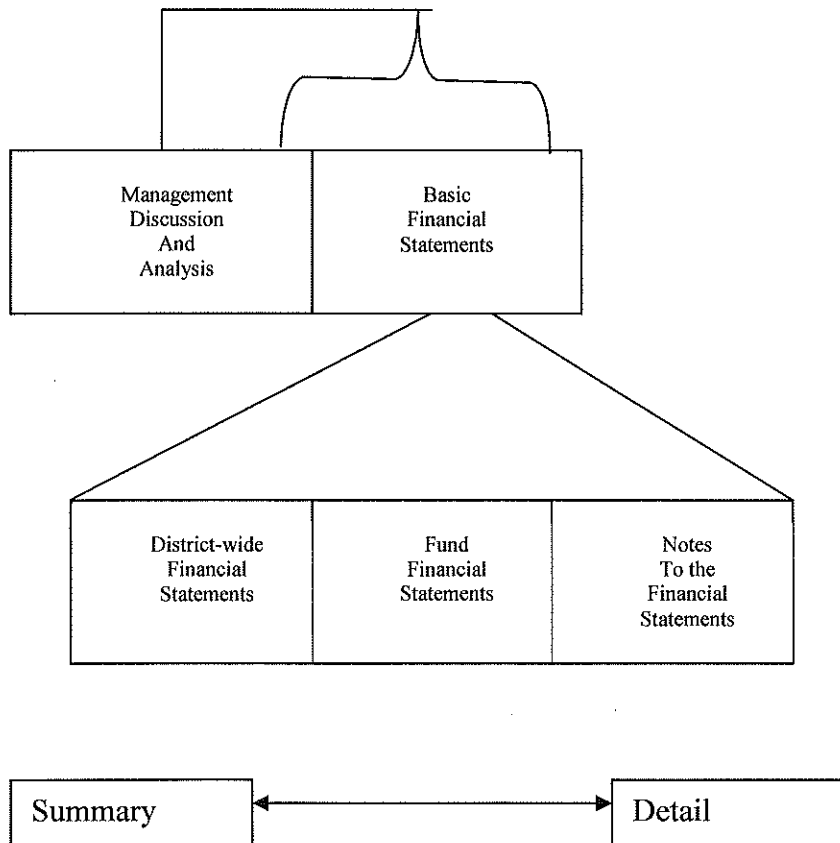 Management
Discussion
And
Analysis
Basic
Financial
Statements
District-wide
Financial
Statements
Fund
Financial
Statements
Notes
To the
Financial
Statements
Summary
Detail